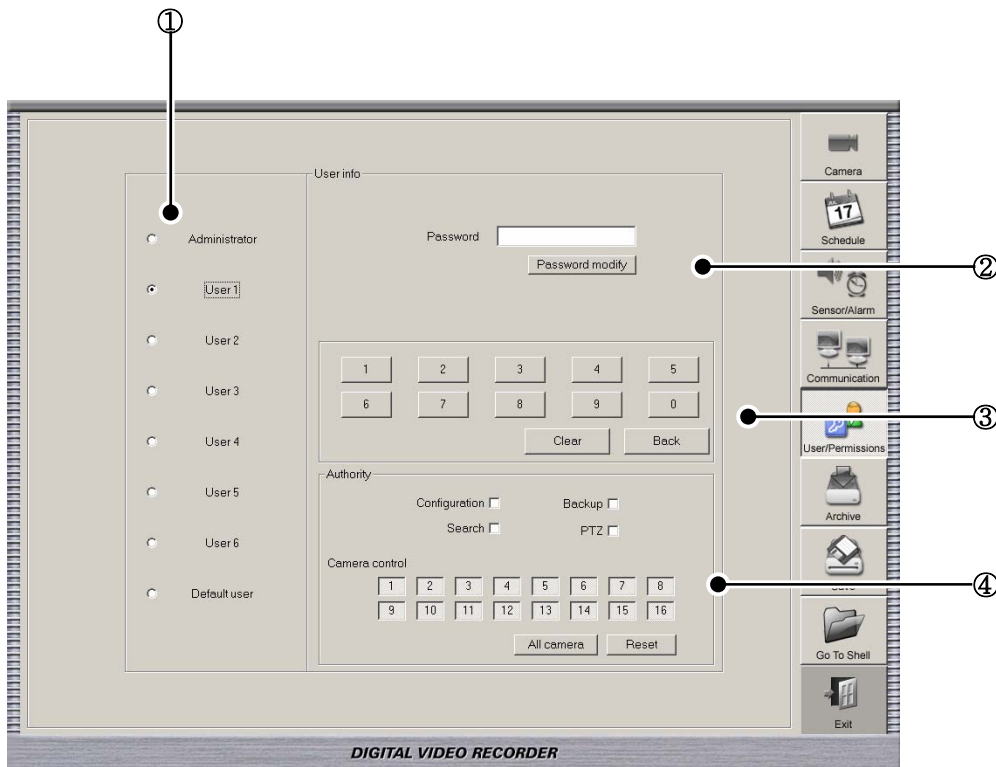 ①
User info
Administrator
User 1
User 2
User 3
User 4
User 5
User 6
Default user
Password
Password modify
②
1 2 3 4 5
6 7 8 9 0
Clear Back
③
Authority
Configuration Backup
Search PTZ
Camera control
1 2 3 4 5 6 7 8
9 10 11 12 13 14 15 16
All camera Reset
④
Camera
17
Schedule
Sensor/Alarm
Communication
User/Permissions
Archive
Go To Shell
Exit
DIGITAL VIDEO RECORDER